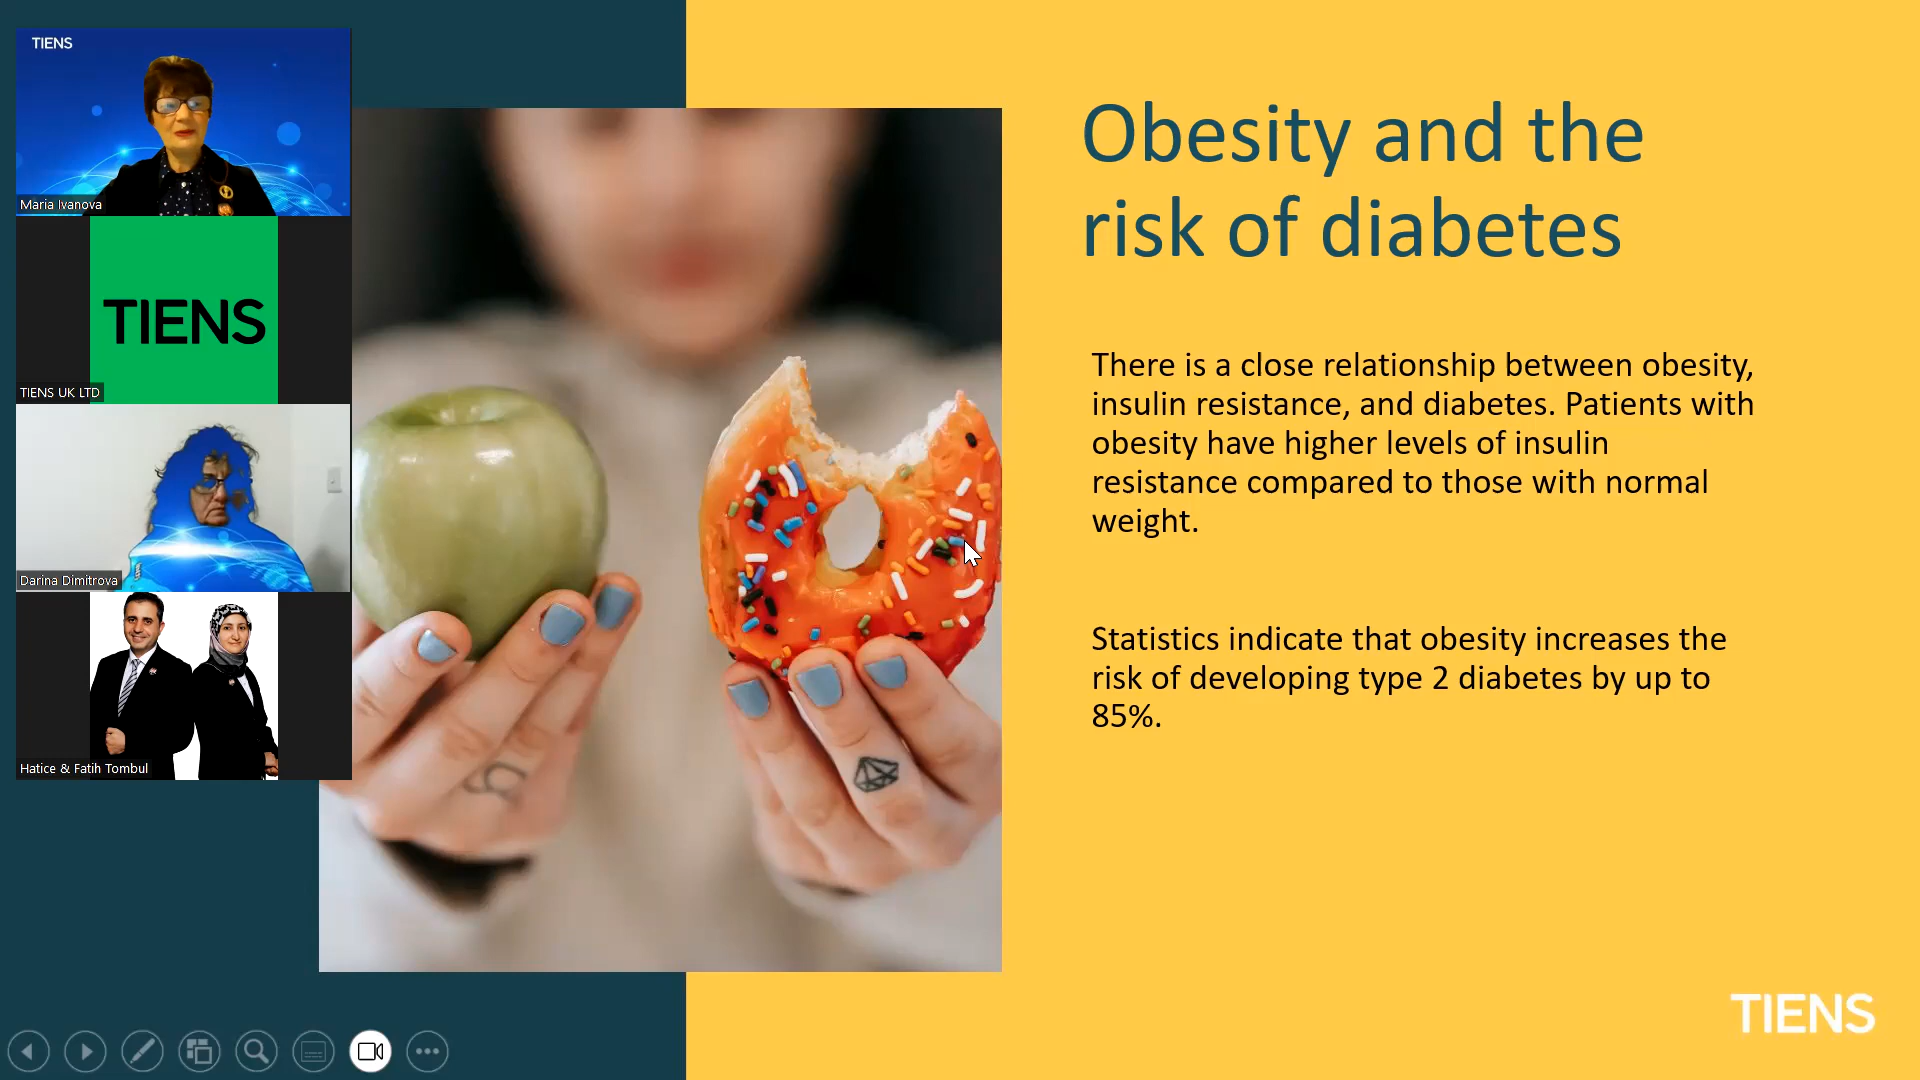 TIENS
Maria Ivanova
TIENS
TIENS UK LTD
Darina Dimitrova
Hatice & Fatih Tombul
Obesity and the
risk of diabetes
There is a close relationship between obesity,
insulin resistance, and diabetes. Patients with
obesity have higher levels of insulin
resistance compared to those with normal
weight.
Statistics indicate that obesity increases the
risk of developing type 2 diabetes by up to
85%.
TIENS